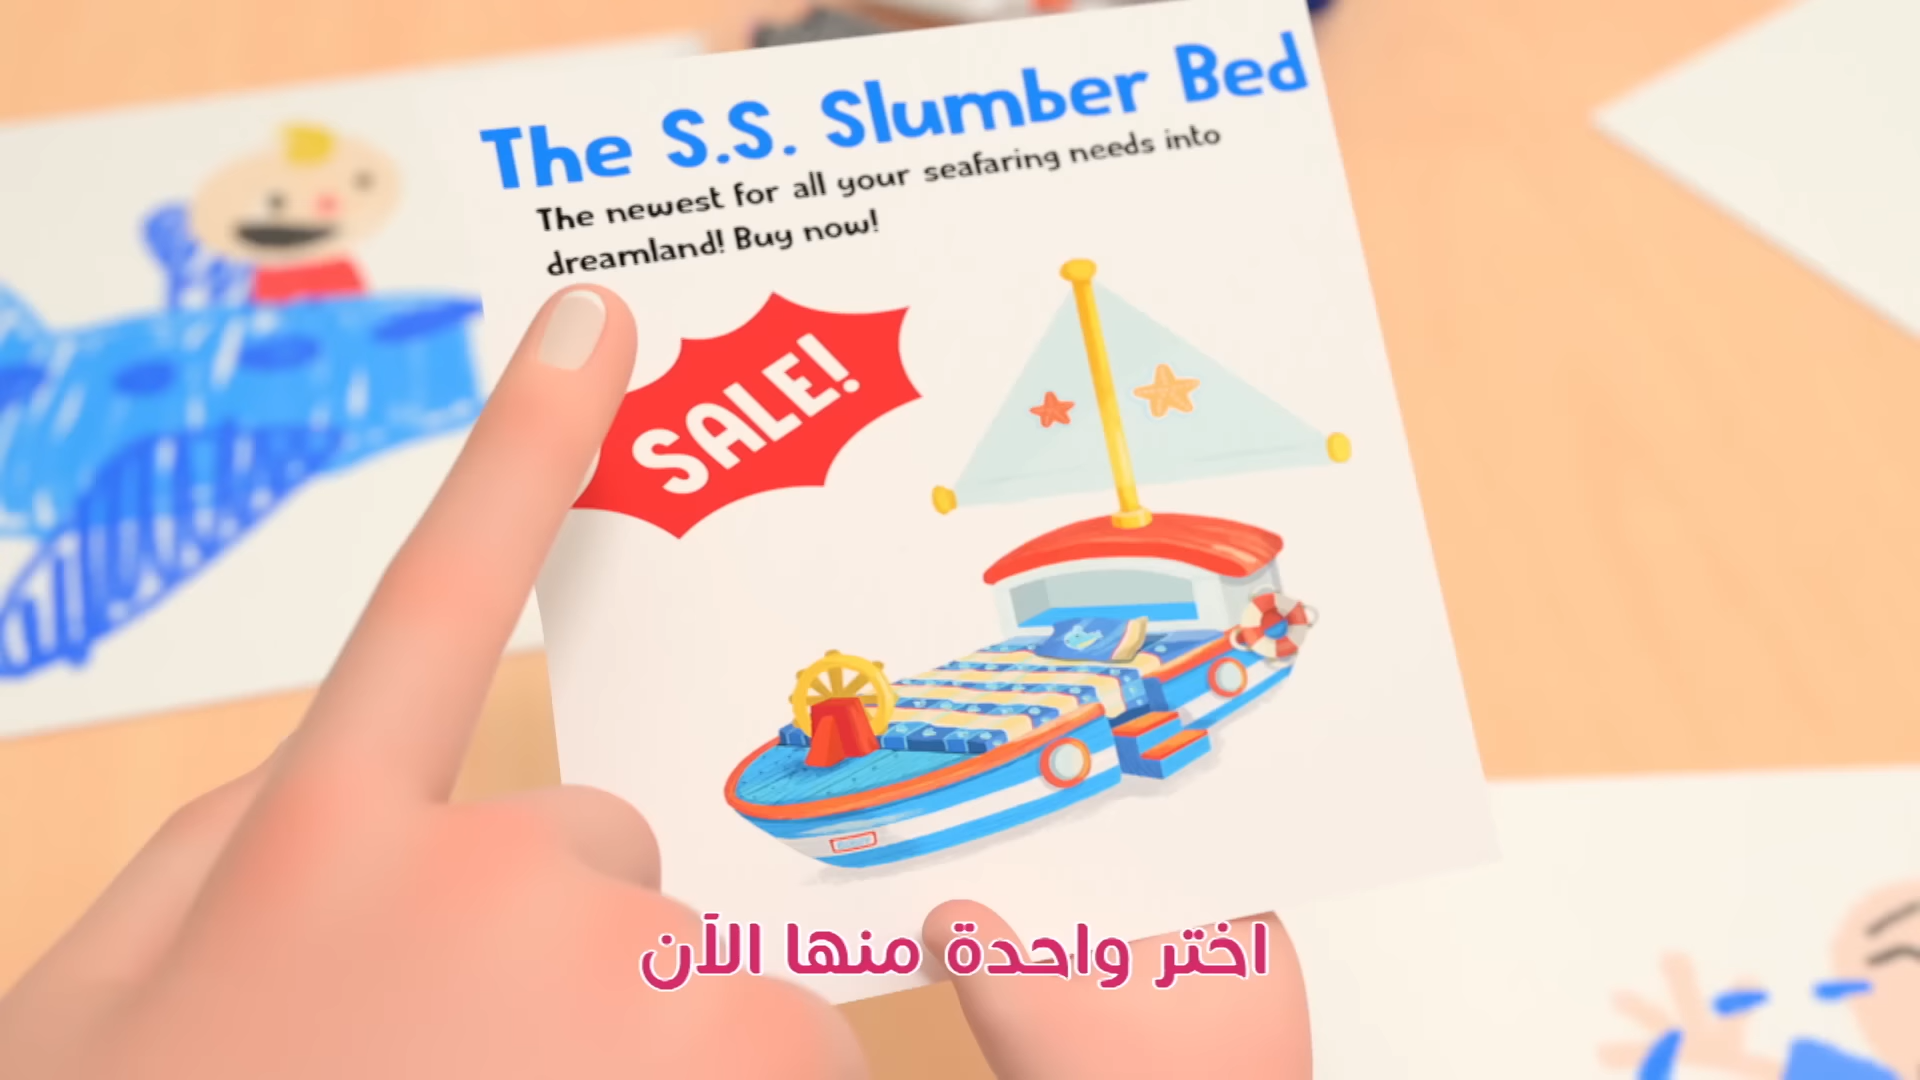 The S.S. Slumber Bed
The newest for all your seafaring needs into
dreamland! Buy now!
SALE!
اختر واحدة منها الآن